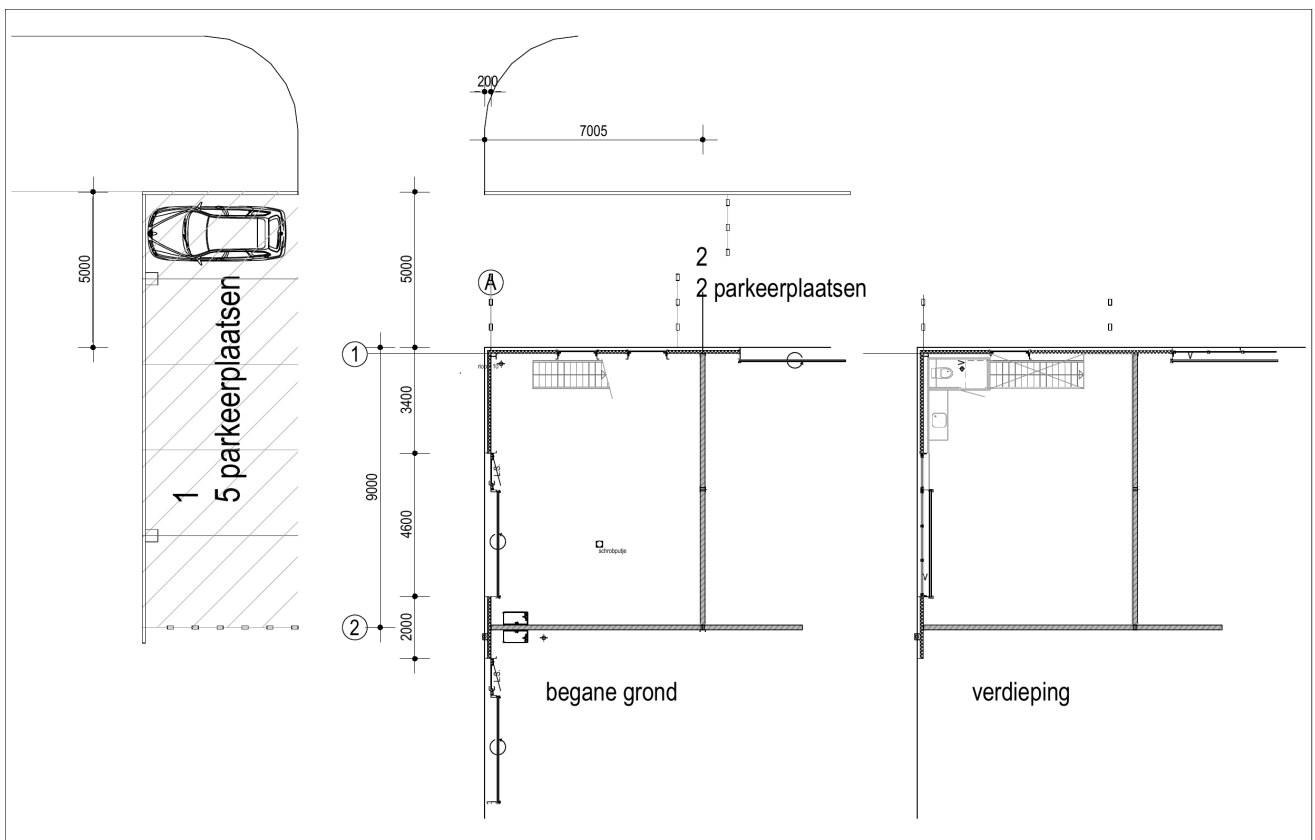 200
7005
5000
5000
2
2 parkeerplaatsen
A
1
5 parkeerplaatsen
1
3400
9000
4600
L.S.
schrobputje
2
2000
L.S.
begane grond
verdieping
V
V
V